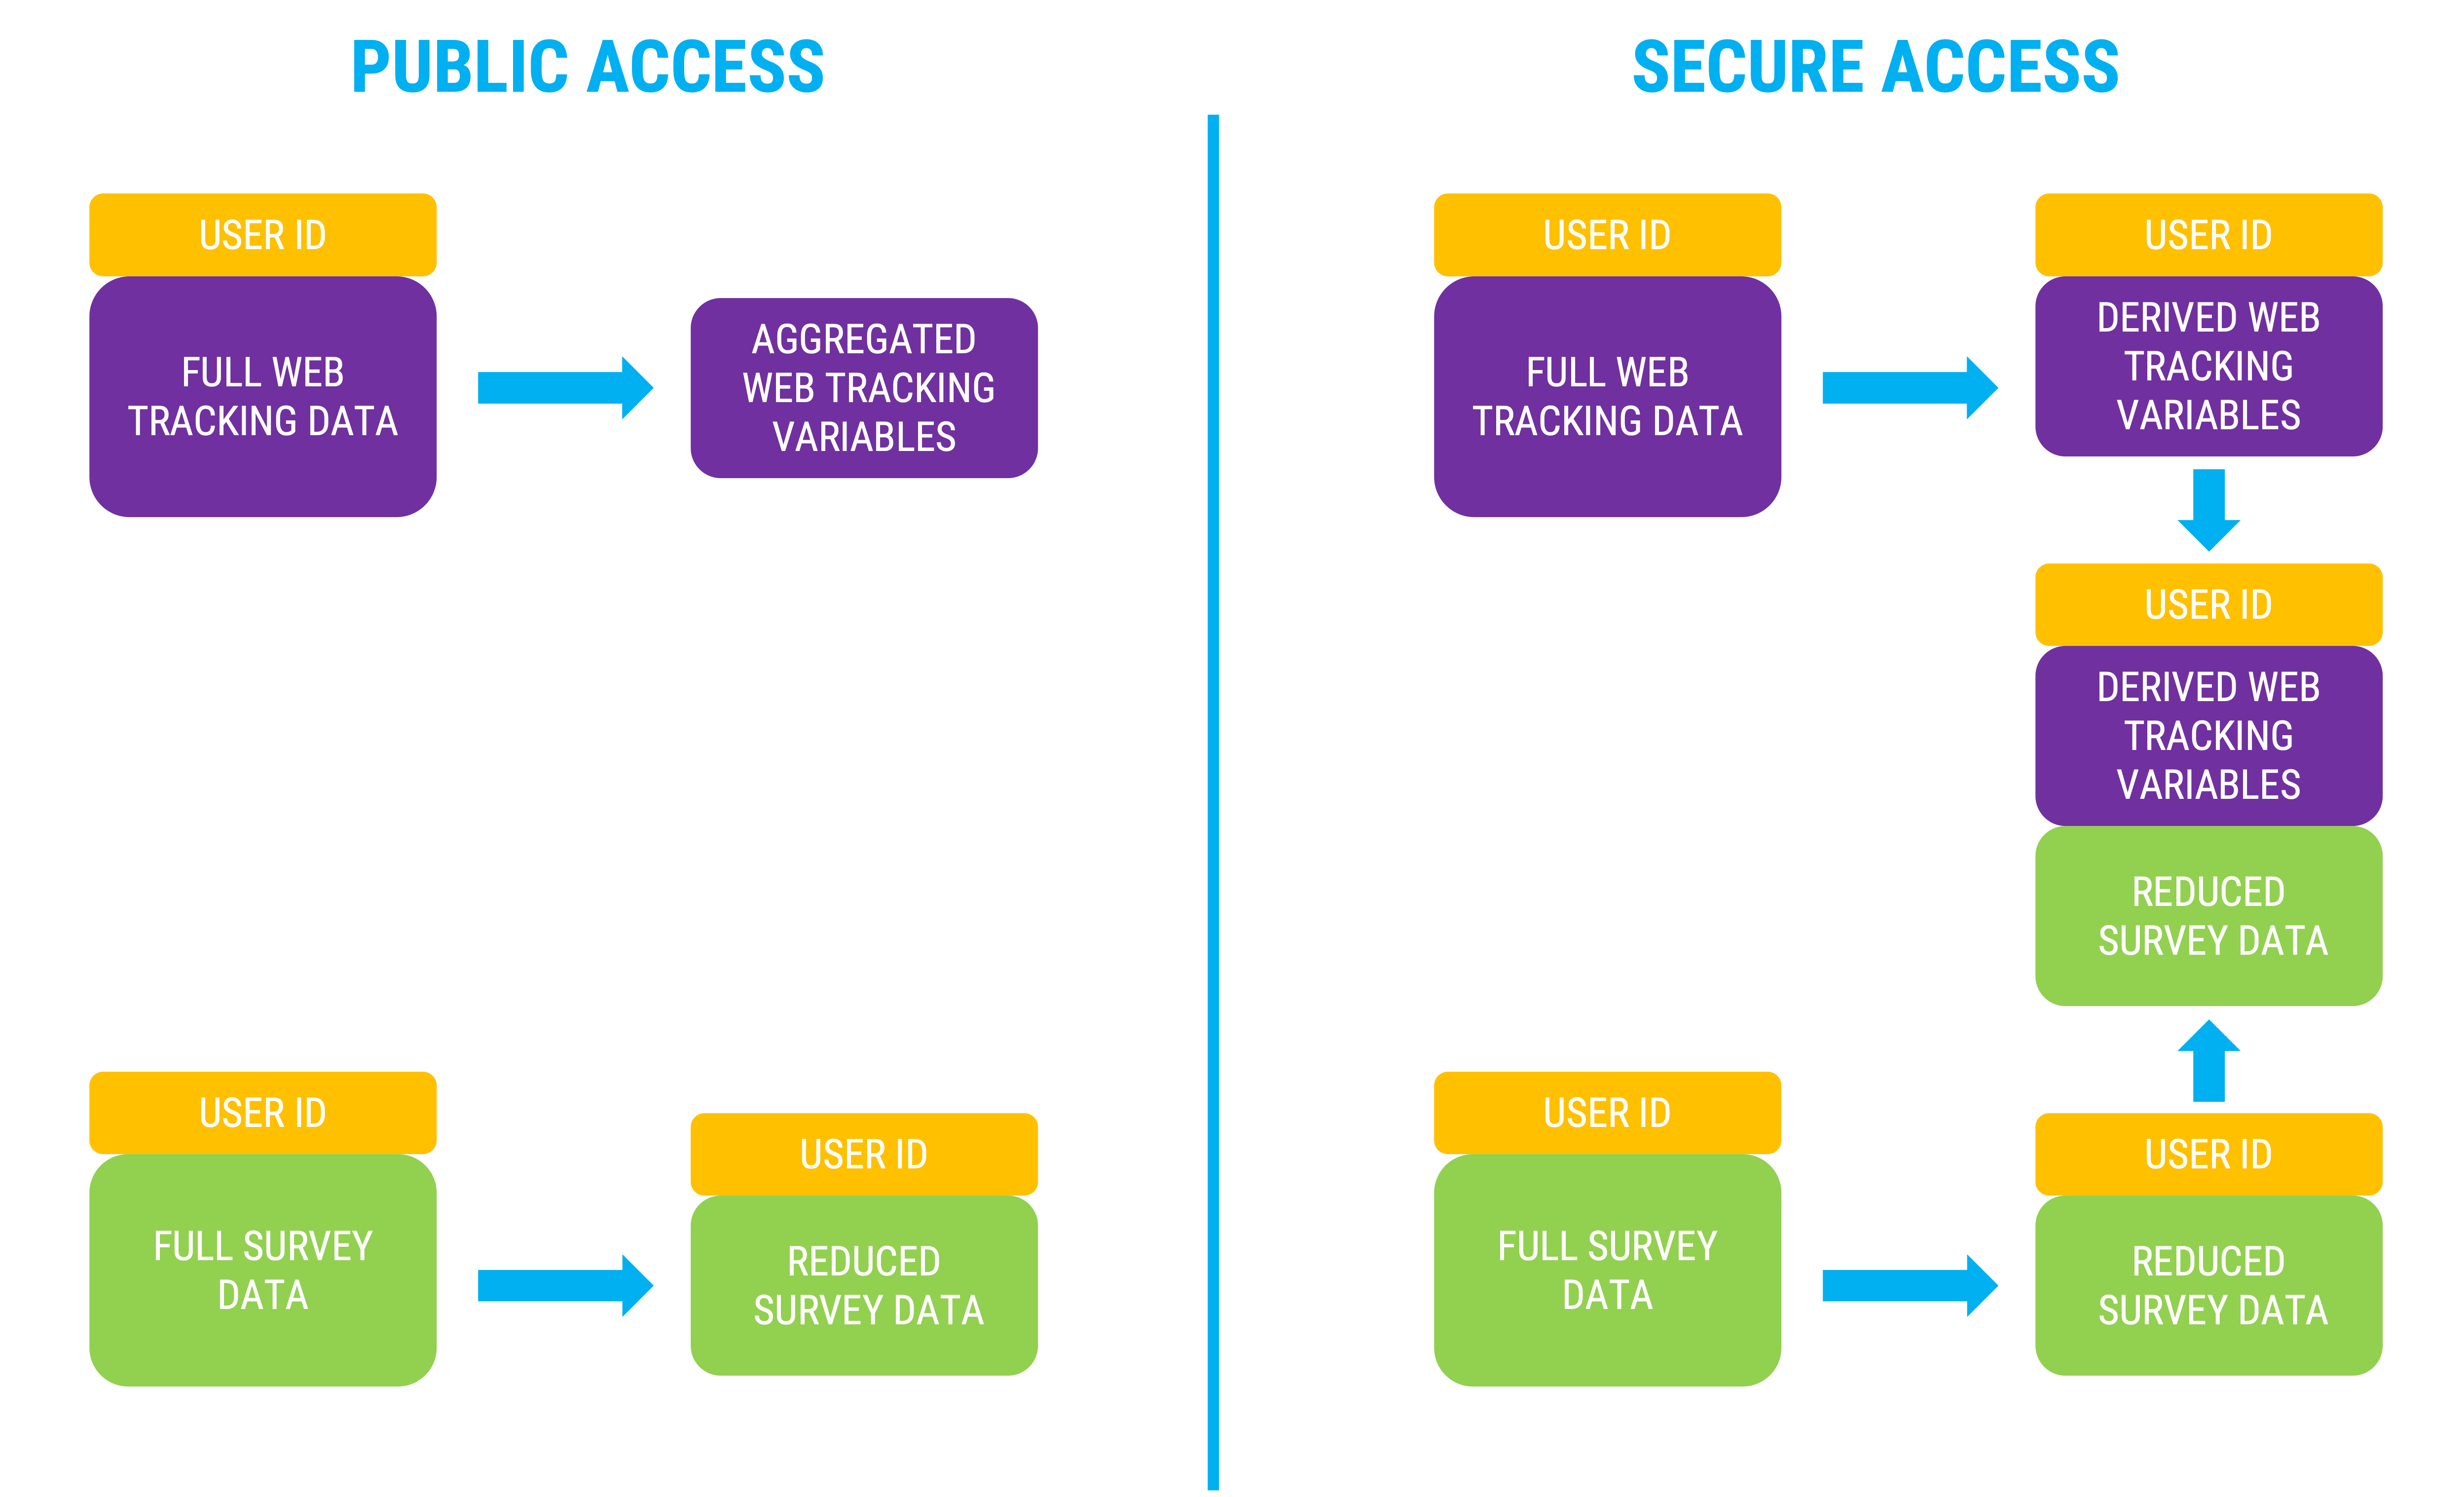 PUBLIC ACCESS
USER ID
FULL WEB
TRACKING DATA
AGGREGATED
WEB TRACKING
VARIABLES
USER ID
FULL SURVEY
DATA
USER ID
REDUCED
SURVEY DATA
SECURE ACCESS
USER ID
FULL WEB
TRACKING DATA
USER ID
DERIVED WEB
TRACKING
VARIABLES
USER ID
DERIVED WEB
TRACKING
VARIABLES
REDUCED
SURVEY DATA
USER ID
FULL SURVEY
DATA
USER ID
REDUCED
SURVEY DATA